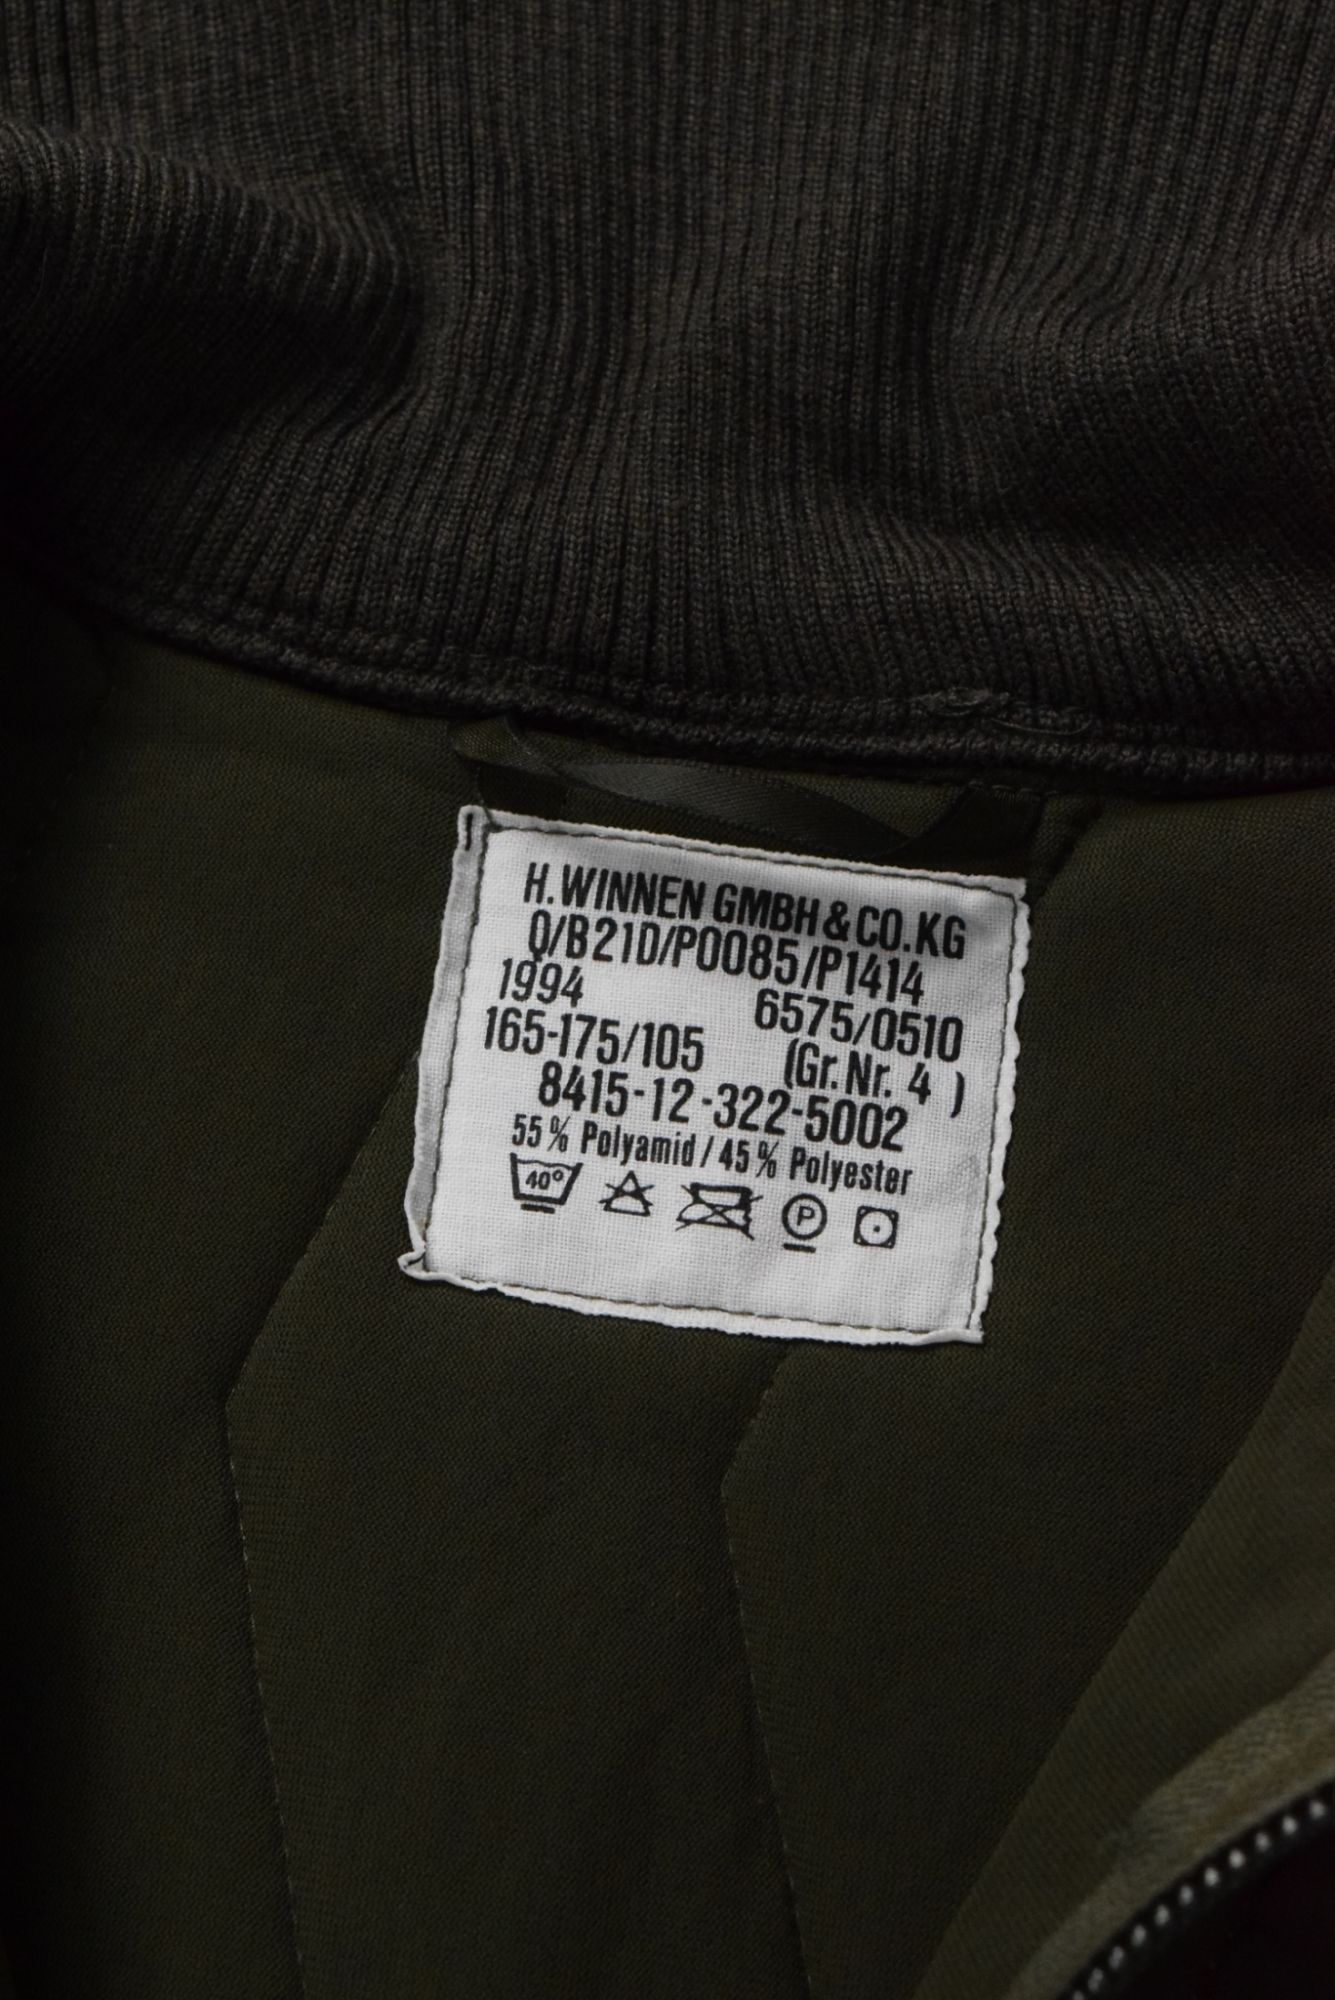 H. WINNEN GMBH & CO. KG
Q/B21D/P0085/P1414
1994 6575/0510
165-175/105 (Gr. Nr. 4 )
8415-12-322-5002
55% Polyamid / 45% Polyester
40° P